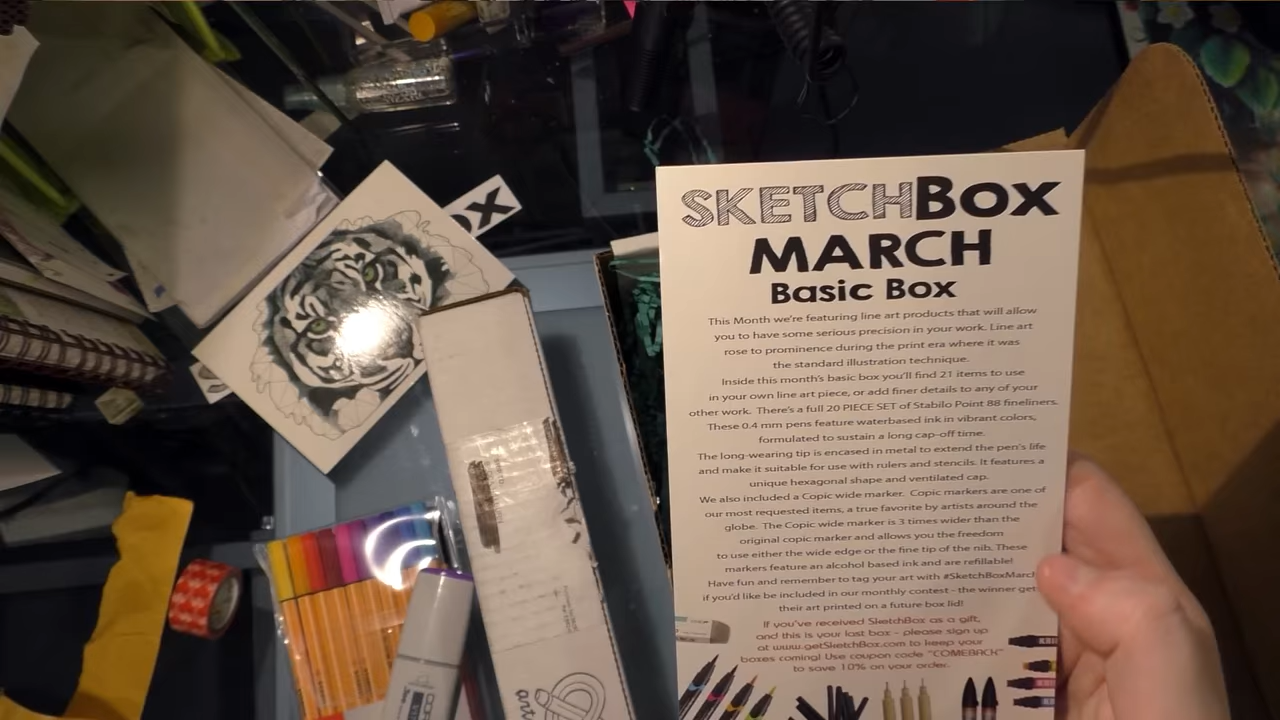 SKETCHBOX
MARCH
Basic Box
This Month we're featuring line art products that will allow
you to have some serious precision in your work. Line art
rose to prominence during the print era where it was
the standard illustration technique.
Inside this month's basic box you'll find 21 items to use
in your own line art piece, or add finer details to any of your
other work. There's a full 20 PIECE SET of Stabilo Point 88 fineliners.
These 0.4 mm pens feature waterbased ink in vibrant colors,
formulated to sustain a long cap-off time.
The long-wearing tip is encased in metal to extend the pen's life
and make it suitable for use with rulers and stencils. It features a
unique hexagonal shape and ventilated cap.
We also included a Copic wide marker. Copic markers are one of
our most requested items, a true favorite by artists around the
globe. The Copic wide marker is 3 times wider than the
original copic marker and allows you the freedom
to use either the wide edge or the fine tip of the nib. These
markers feature an alcohol based ink and are refillable!
Have fun and remember to tag your art with #SketchBoxMarch
if you'd like be included in our monthly contest - the winner gets
their art printed on a future box lid!
If you've received SketchBox as a gift,
and this is your last box - please sign up
at www.getSketchBox.com to keep your
boxes coming! Use coupon code "COMEBACK"
to save 10% on your order.
OX
art